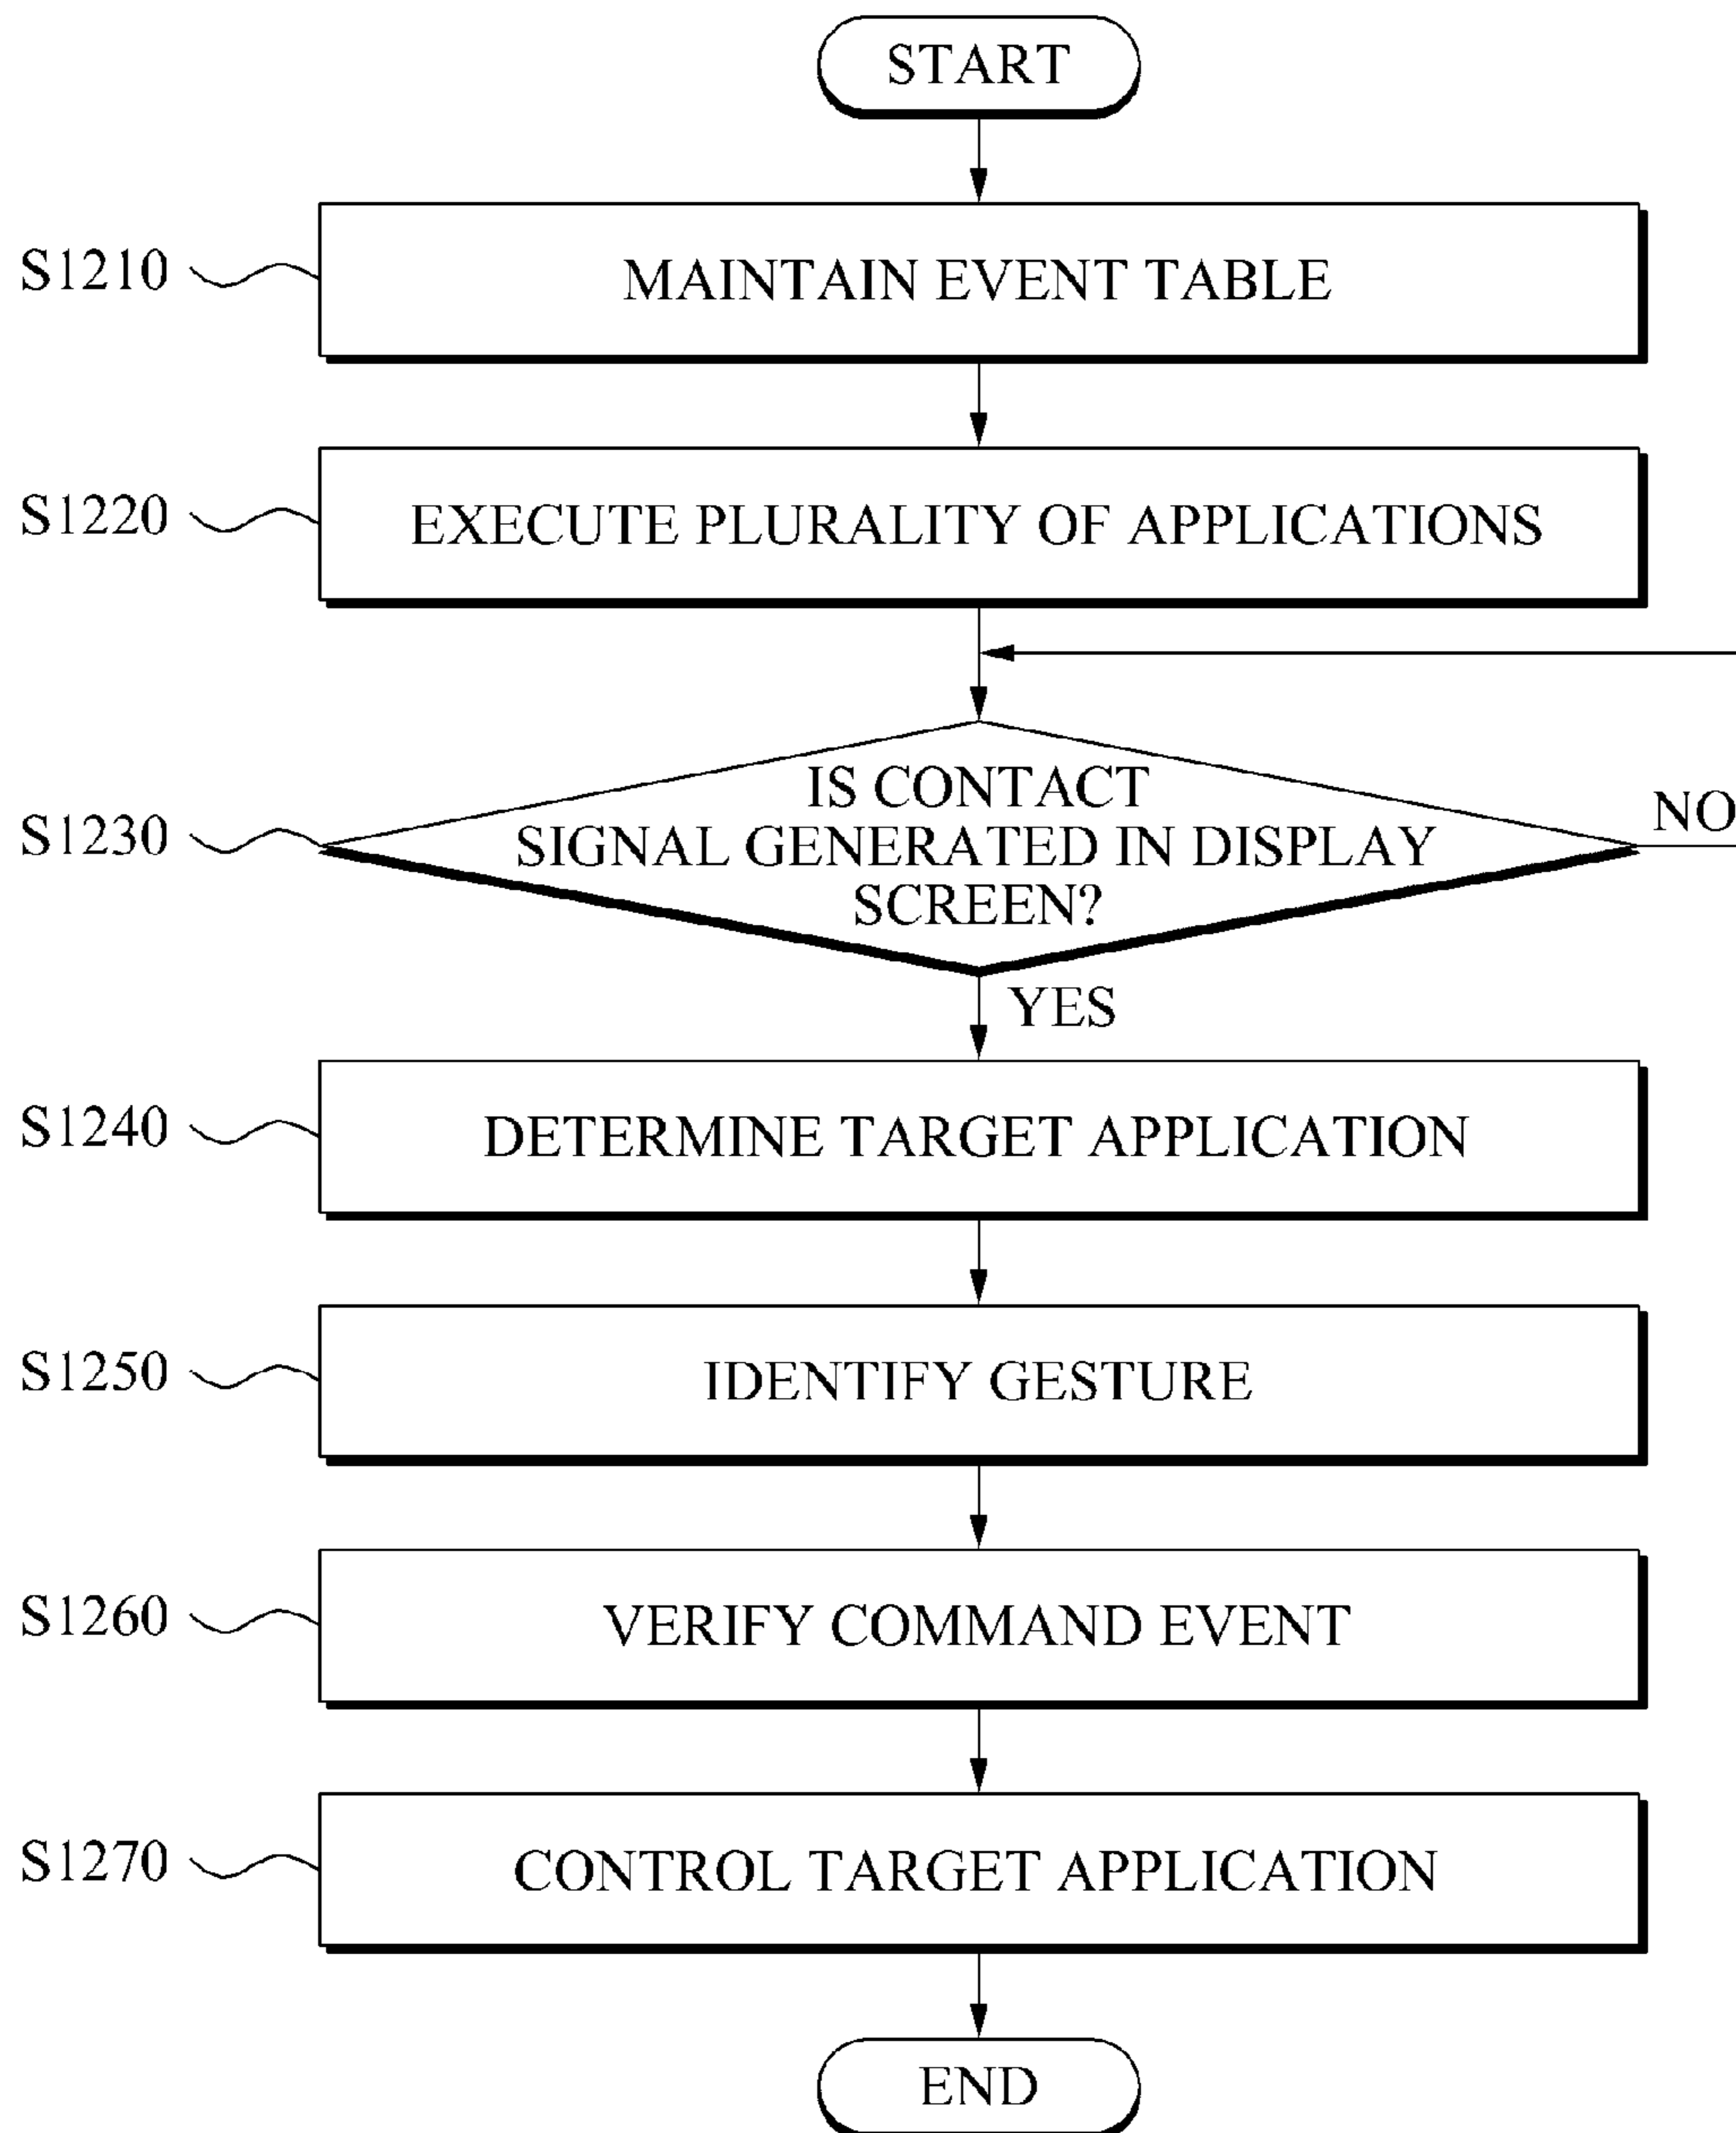 START
S1210
MAINTAIN EVENT TABLE
S1220
EXECUTE PLURALITY OF APPLICATIONS
S1230
IS CONTACT
SIGNAL GENERATED IN DISPLAY
SCREEN?
NO
YES
S1240
DETERMINE TARGET APPLICATION
S1250
IDENTIFY GESTURE
S1260
VERIFY COMMAND EVENT
S1270
CONTROL TARGET APPLICATION
END